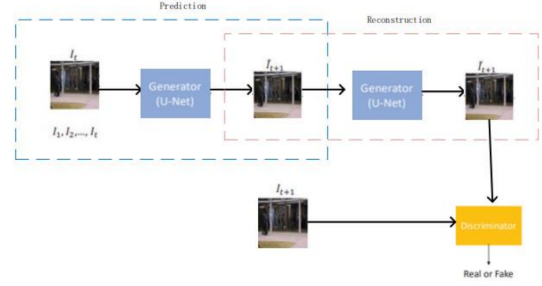 Prediction
Reconstruction
I_t
Generator
(U-Net)
I_{t+1}
Generator
(U-Net)
I_{t+1}
I_1, I_2, ..., I_t
I_{t+1}
Discriminator
Real or Fake